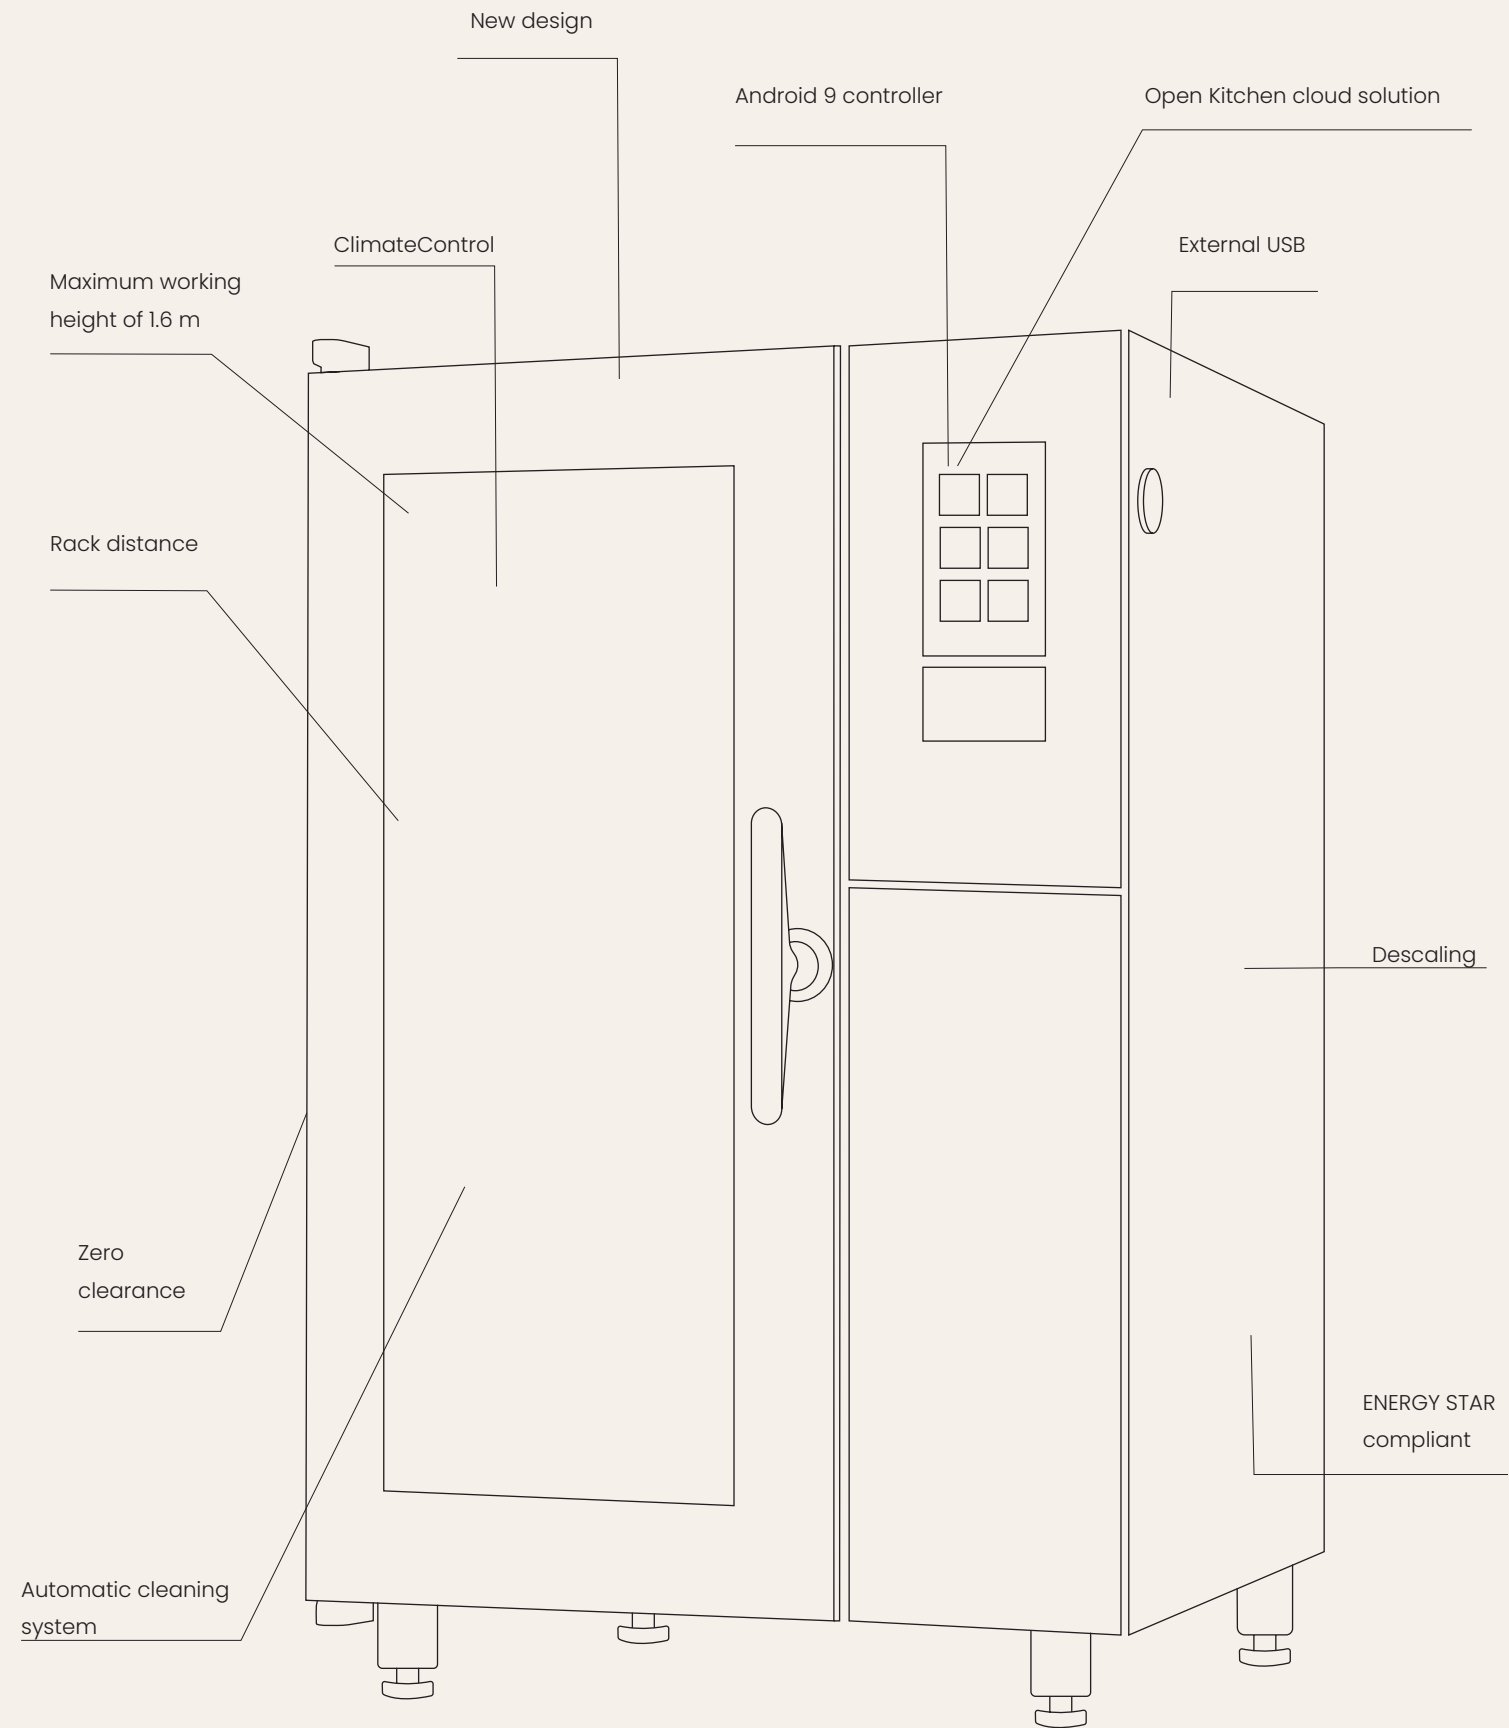 New design
Android 9 controller
Open Kitchen cloud solution
ClimateControl
External USB
Maximum working
height of 1.6 m
Rack distance
Descaling
Zero
clearance
ENERGY STAR
compliant
Automatic cleaning
system